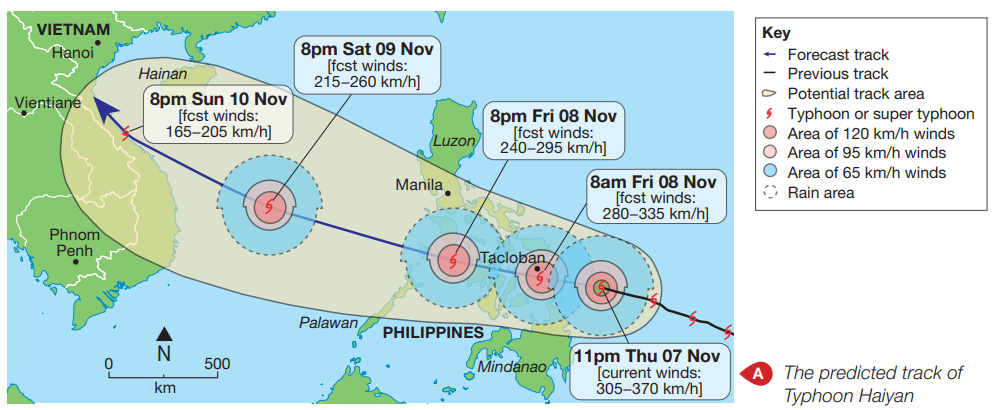 VIETNAM
Hanoi
Hainan
Vientiane
8pm Sat 09 Nov
[fcst winds:
215–260 km/h]
8pm Sun 10 Nov
[fcst winds:
165–205 km/h]
8pm Fri 08 Nov
[fcst winds:
240–295 km/h]
Luzon
Manila
8am Fri 08 Nov
[fcst winds:
280–335 km/h]
Phnom
Penh
Tacloban
Palawan
PHILIPPINES
Mindanao
11pm Thu 07 Nov
[current winds:
305–370 km/h]
N
0 500
km
Key
Forecast track
Previous track
Potential track area
Typhoon or super typhoon
Area of 120 km/h winds
Area of 95 km/h winds
Area of 65 km/h winds
Rain area
A The predicted track of
Typhoon Haiyan